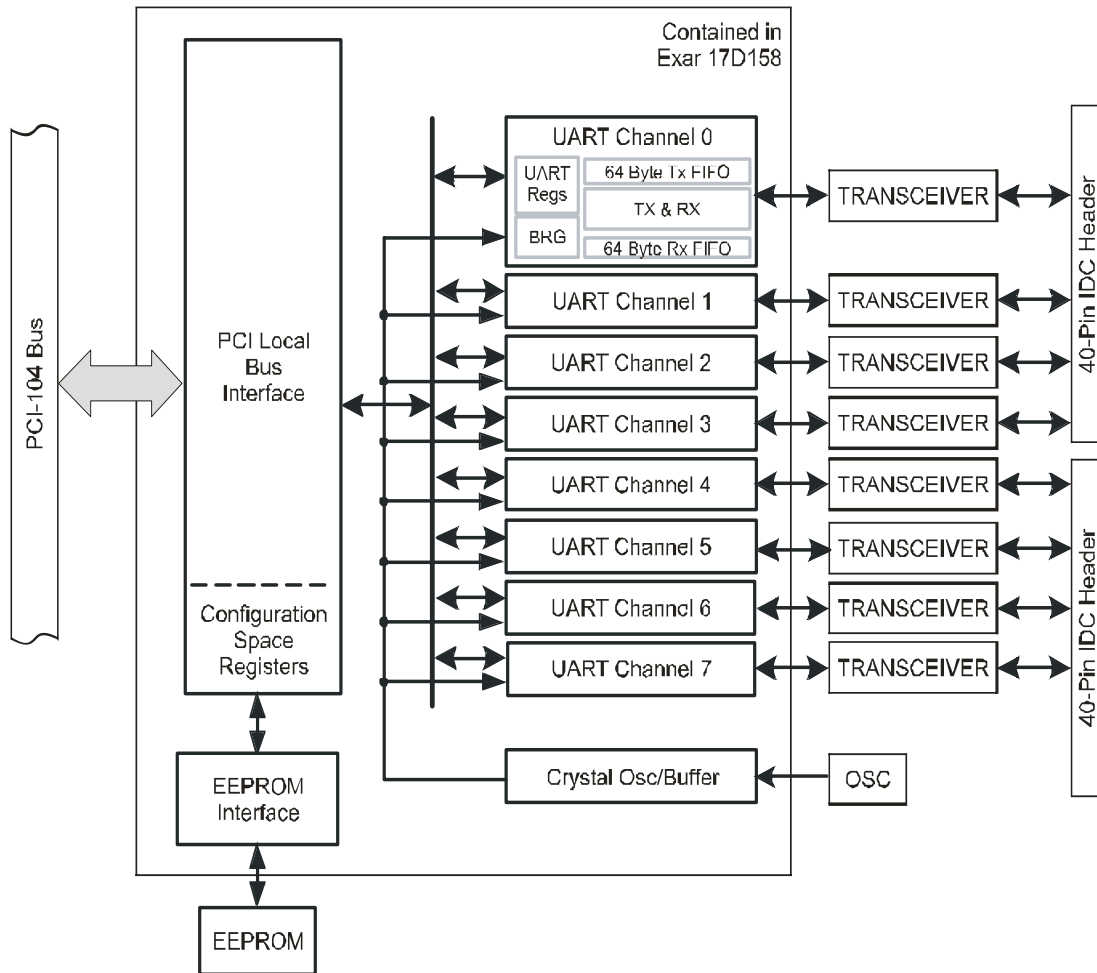 Contained in
Exar 17D158
PCI-104 Bus
PCI Local
Bus
Interface
Configuration
Space
Registers
EEPROM
Interface
EEPROM
UART Channel 0
UART
Regs
BRG
64 Byte Tx FIFO
TX & RX
64 Byte Rx FIFO
UART Channel 1
UART Channel 2
UART Channel 3
UART Channel 4
UART Channel 5
UART Channel 6
UART Channel 7
Crystal Osc/Buffer
TRANSCEIVER
TRANSCEIVER
TRANSCEIVER
TRANSCEIVER
TRANSCEIVER
TRANSCEIVER
TRANSCEIVER
TRANSCEIVER
OSC
40-Pin IDC Header
40-Pin IDC Header